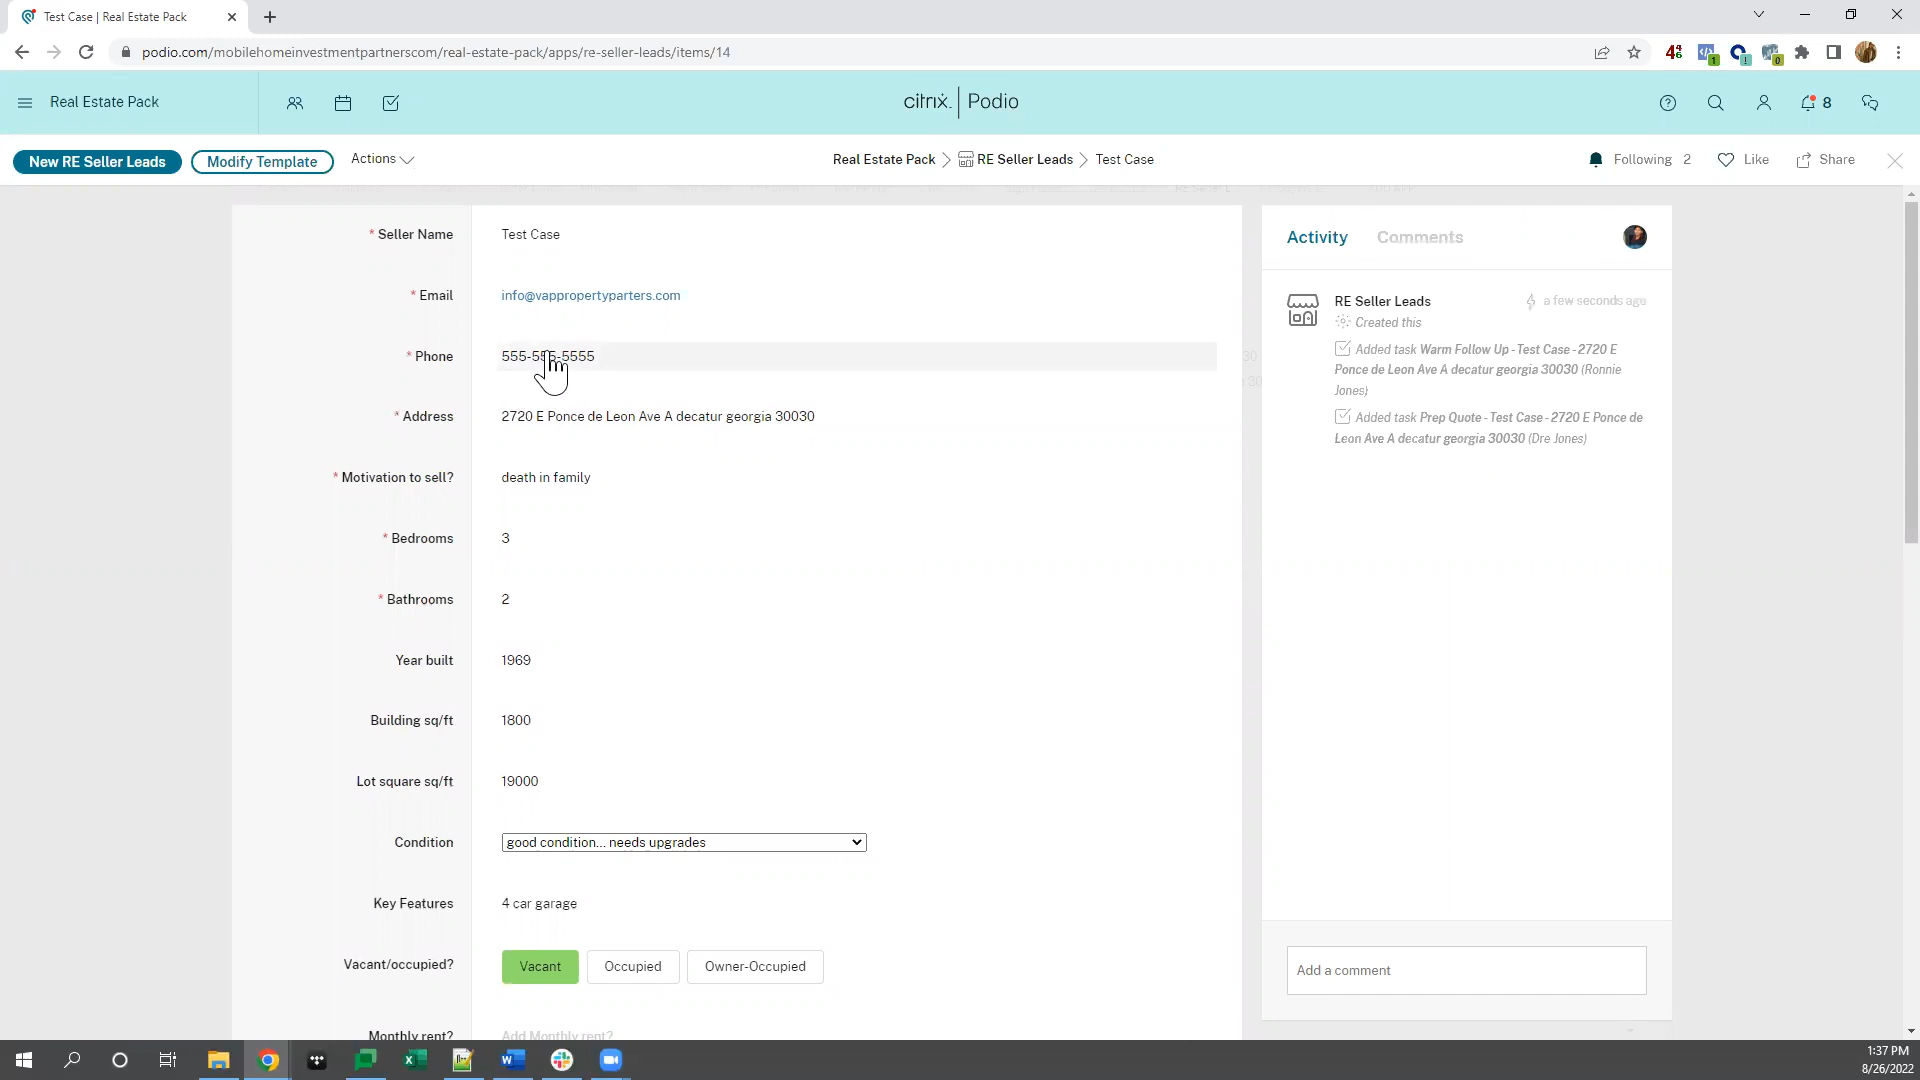 Test Case | Real Estate Pack
podio.com/mobilehomeinvestmentpartnerscom/real-estate-pack/apps/re-seller-leads/items/14
Real Estate Pack
citrix. | Podio
8
New RE Seller Leads
Modify Template
Actions
Real Estate Pack > RE Seller Leads > Test Case
Following 2
Like
Share
* Seller Name
Test Case
* Email
info@vappropertyparters.com
* Phone
555-555-5555
* Address
2720 E Ponce de Leon Ave A decatur georgia 30030
* Motivation to sell?
death in family
* Bedrooms
3
* Bathrooms
2
Year built
1969
Building sq/ft
1800
Lot square sq/ft
19000
Condition
good condition... needs upgrades
Key Features
4 car garage
Vacant/occupied?
Vacant
Occupied
Owner-Occupied
Monthly rent?
Add Monthly rent?
Activity
Comments
RE Seller Leads
a few seconds ago
Created this
Added task Warm Follow Up - Test Case - 2720 E
Ponce de Leon Ave A decatur georgia 30030 (Ronnie
Jones)
Added task Prep Quote - Test Case - 2720 E Ponce de
Leon Ave A decatur georgia 30030 (Dre Jones)
Add a comment
1:37 PM
8/26/2022